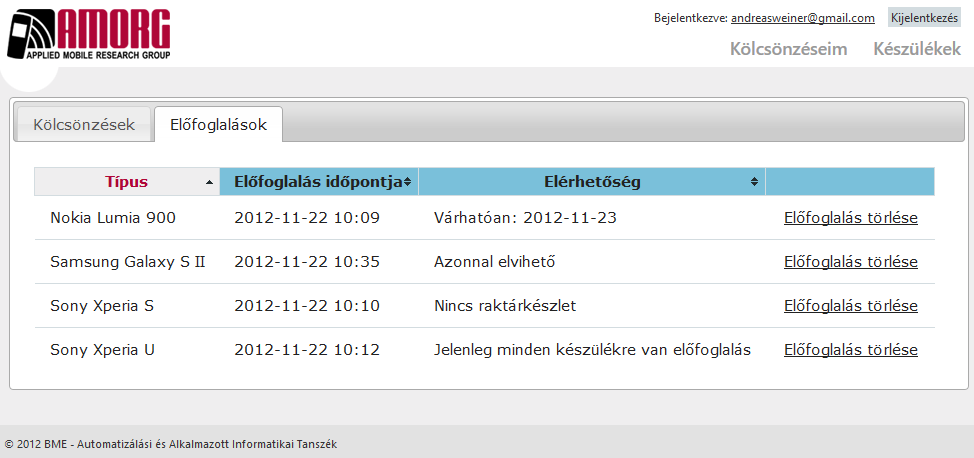 AMORG
APPLIED MOBILE RESEARCH GROUP
Bejelentkezve: andreasweiner@gmail.com Kijelentkezés
Kölcsönzéseim Készülékek
Kölcsönzések Előfoglalások
Típus Előfoglalás időpontja Elérhetőség
Nokia Lumia 900 2012-11-22 10:09 Várhatóan: 2012-11-23 Előfoglalás törlése
Samsung Galaxy S II 2012-11-22 10:35 Azonnal elvihető Előfoglalás törlése
Sony Xperia S 2012-11-22 10:10 Nincs raktárkészlet Előfoglalás törlése
Sony Xperia U 2012-11-22 10:12 Jelenleg minden készülékre van előfoglalás Előfoglalás törlése
© 2012 BME - Automatizálási és Alkalmazott Informatikai Tanszék